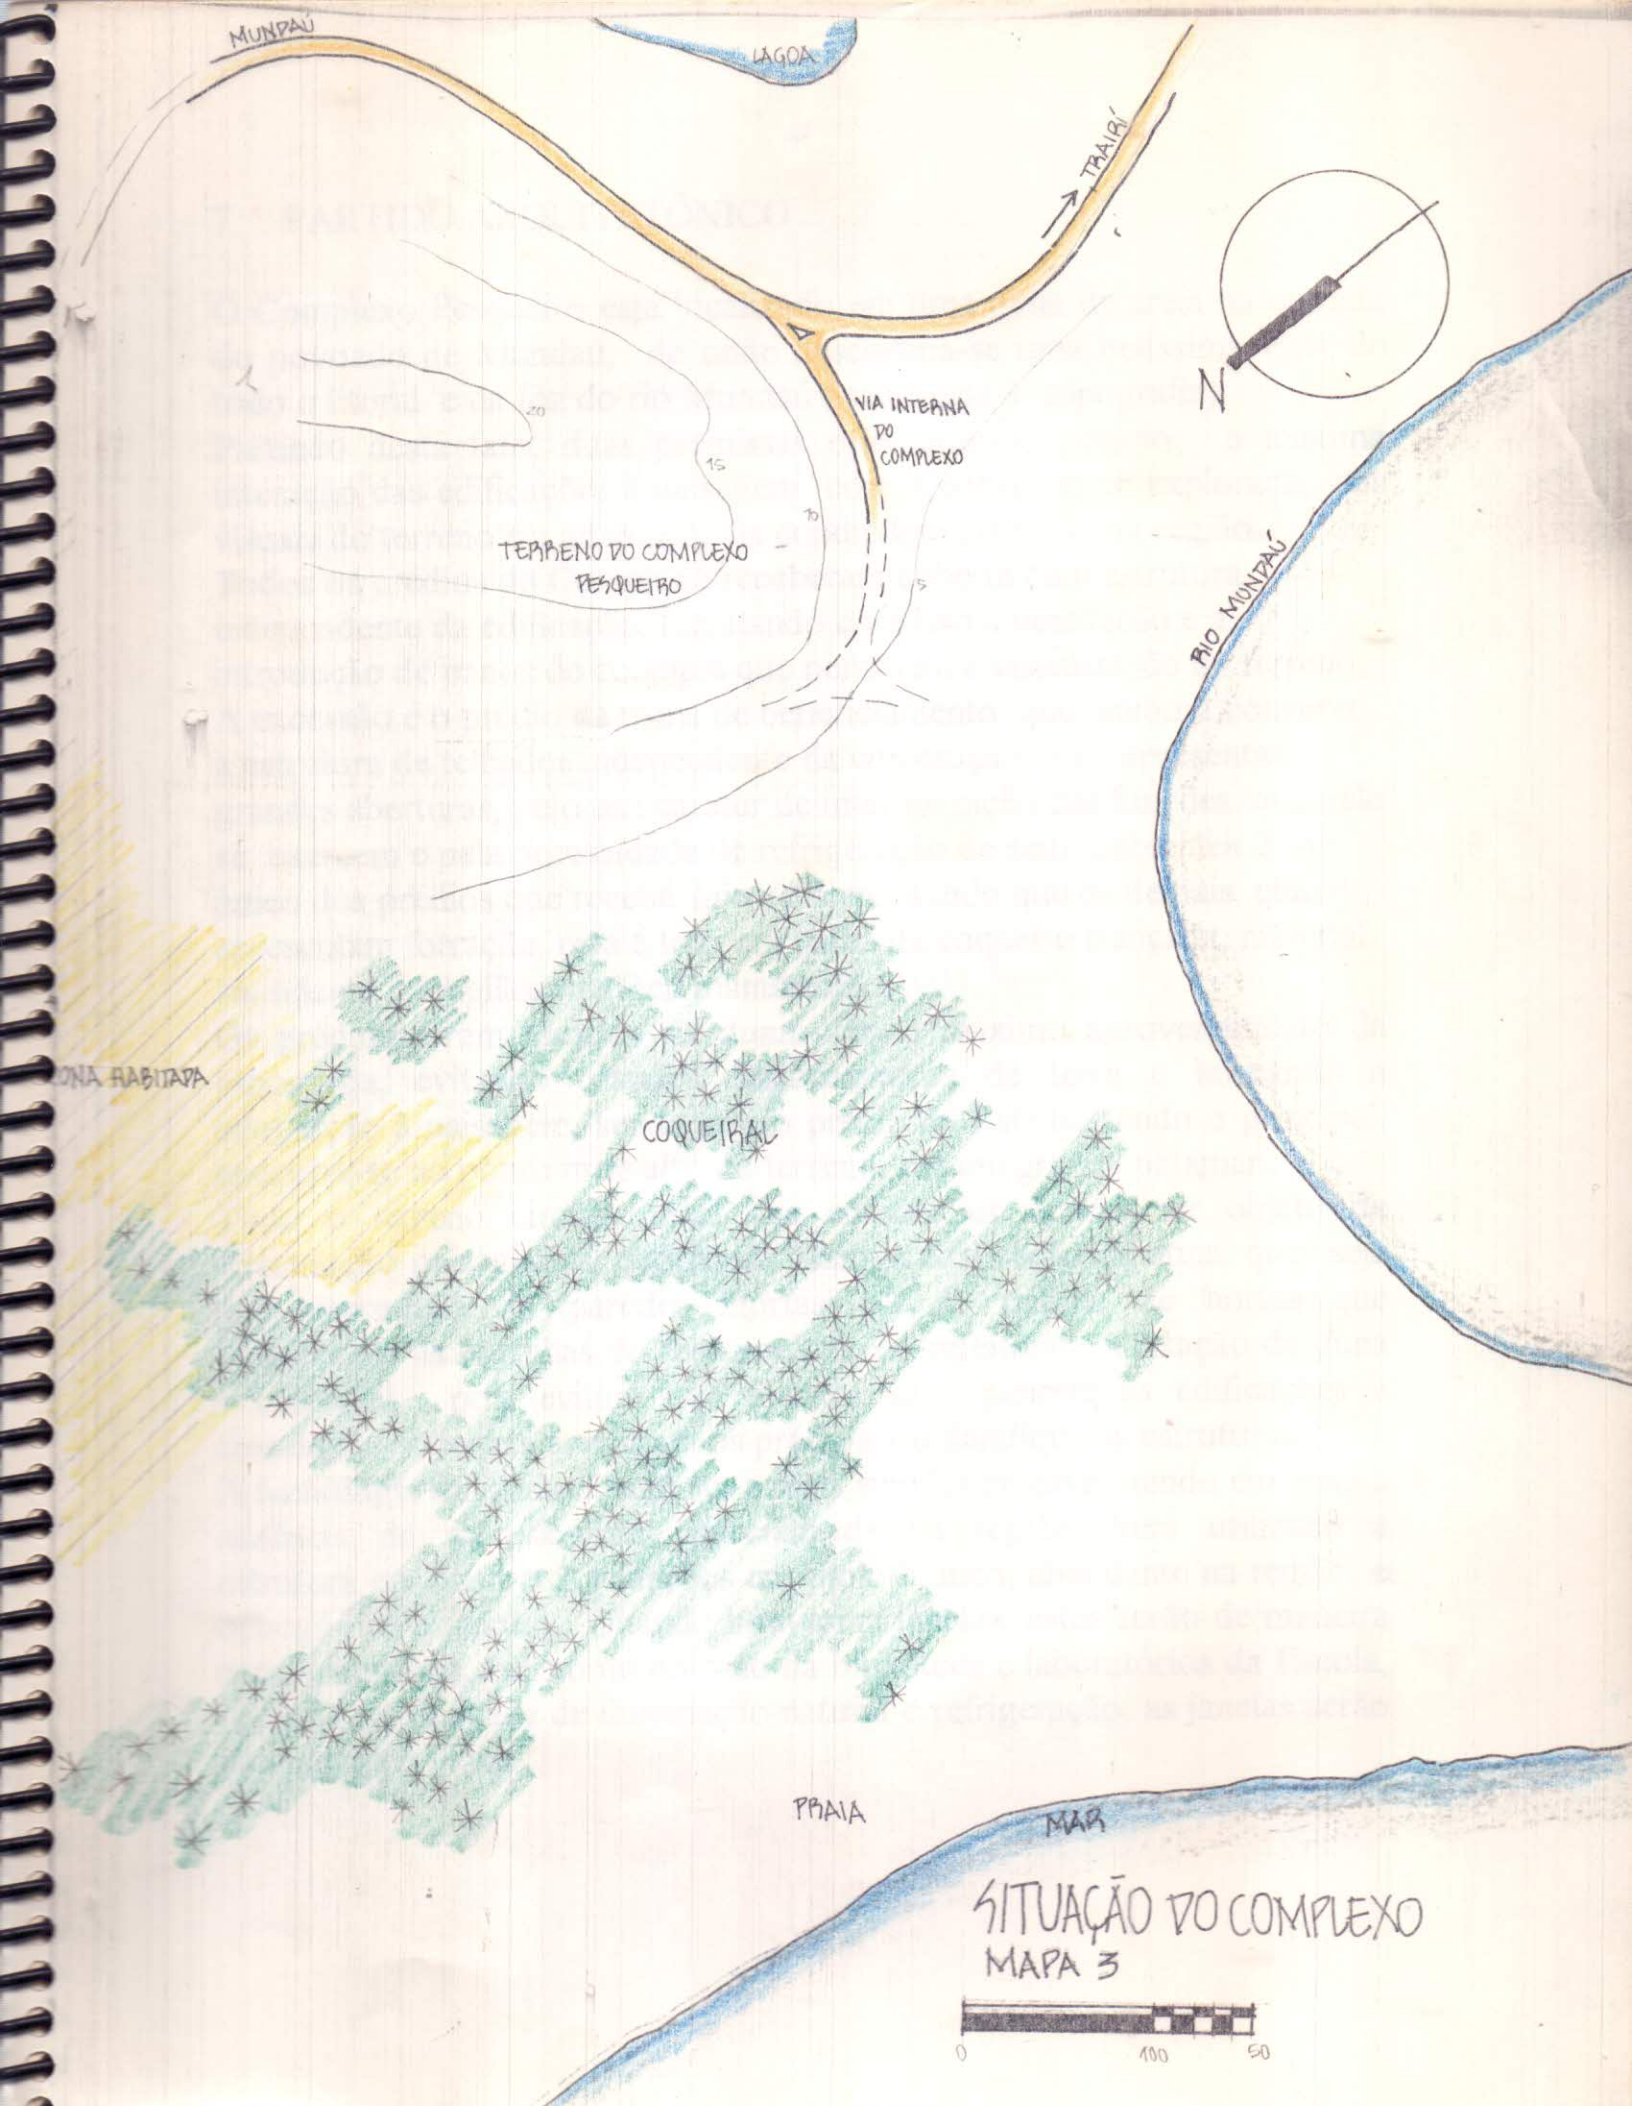 MUNDAÚ
LAGOA
TRAIRÍ
N
VIA INTERNA
DO
COMPLEXO
20
15
10
5
TERRENO DO COMPLEXO
PESQUEIRO
RIO MUNDAÚ
ZONA HABITADA
COQUEIRAL
PRAIA
MAR
SITUAÇÃO DO COMPLEXO
MAPA 3
0 100 50